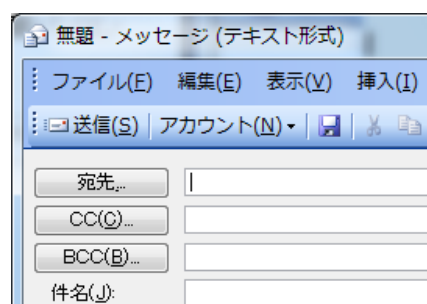 無題 - メッセージ (テキスト形式)
ファイル(F) 編集(E) 表示(V) 挿入(I)
送信(S) アカウント(N)
宛先...
CC(C)...
BCC(B)...
件名(J):